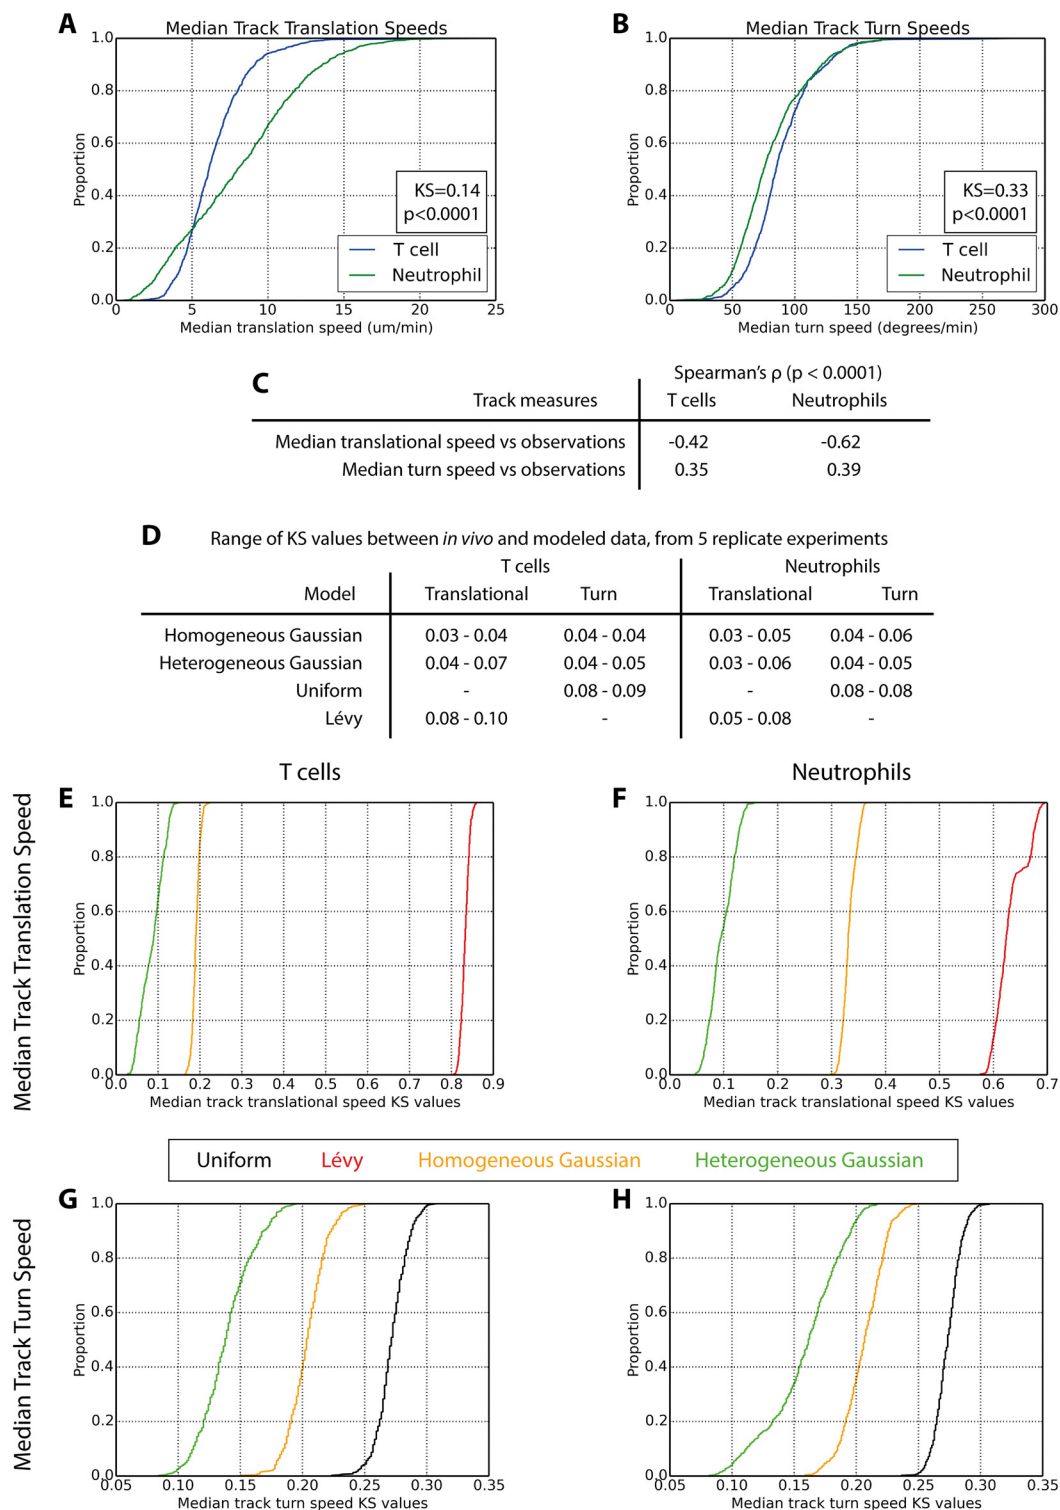 A
Median Track Translation Speeds
1.0
0.8
0.6
0.4
0.2
0.0
Proportion
KS=0.14
p<0.0001
T cell
Neutrophil
0 5 10 15 20 25
Median translation speed (um/min)
B
Median Track Turn Speeds
1.0
0.8
0.6
0.4
0.2
0.0
Proportion
KS=0.33
p<0.0001
T cell
Neutrophil
0 50 100 150 200 250 300
Median turn speed (degrees/min)
C
Spearman's ρ (p < 0.0001)
Track measures T cells Neutrophils
Median translational speed vs observations -0.42 -0.62
Median turn speed vs observations 0.35 0.39
D
Range of KS values between in vivo and modeled data, from 5 replicate experiments
T cells Neutrophils
Model Translational Turn Translational Turn
Homogeneous Gaussian 0.03 - 0.04 0.04 - 0.04 0.03 - 0.05 0.04 - 0.06
Heterogeneous Gaussian 0.04 - 0.07 0.04 - 0.05 0.03 - 0.06 0.04 - 0.05
Uniform - 0.08 - 0.09 - 0.08 - 0.08
Lévy 0.08 - 0.10 - 0.05 - 0.08 -
T cells
Neutrophils
Median Track Translation Speed
E
1.0
0.8
0.6
0.4
0.2
0.0
Proportion
0.0 0.1 0.2 0.3 0.4 0.5 0.6 0.7 0.8 0.9
Median track translational speed KS values
F
1.0
0.8
0.6
0.4
0.2
0.0
Proportion
0.0 0.1 0.2 0.3 0.4 0.5 0.6 0.7
Median track translational speed KS values
Uniform Lévy Homogeneous Gaussian Heterogeneous Gaussian
Median Track Turn Speed
G
1.0
0.8
0.6
0.4
0.2
0.0
Proportion
0.05 0.10 0.15 0.20 0.25 0.30 0.35
Median track turn speed KS values
H
1.0
0.8
0.6
0.4
0.2
0.0
Proportion
0.05 0.10 0.15 0.20 0.25 0.30 0.35
Median track turn speed KS values